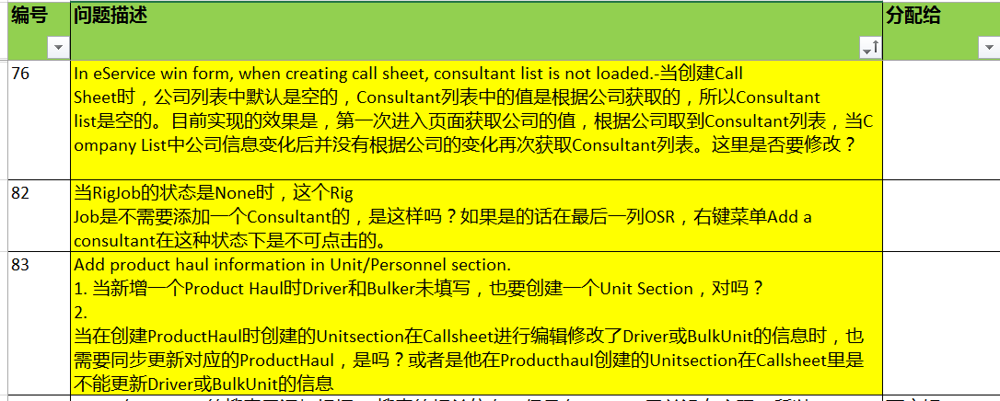 编号 问题描述 分配给
76 In eService win form, when creating call sheet, consultant list is not loaded.-当创建Call
Sheet时，公司列表中默认是空的，Consultant列表中的值是根据公司获取的，所以Consultant
list是空的。目前实现的效果是，第一次进入页面获取公司的值，根据公司取到Consultant列表，当C
ompany List中公司信息变化后并没有根据公司的变化再次获取Consultant列表。这里是否要修改？
82 当RigJob的状态是None时，这个Rig
Job是不需要添加一个Consultant的，是这样吗？如果是的话在最后一列OSR，右键菜单Add a
consultant在这种状态下是不可点击的。
83 Add product haul information in Unit/Personnel section.
1. 当新增一个Product Haul时Driver和Bulker未填写，也要创建一个Unit Section，对吗？
2.
当在创建ProductHaul时创建的Unitsection在Callsheet进行编辑修改了Driver或BulkUnit的信息时，也
需要同步更新对应的ProductHaul，是吗？或者是他在Producthaul创建的Unitsection在Callsheet里是
不能更新Driver或BulkUnit的信息